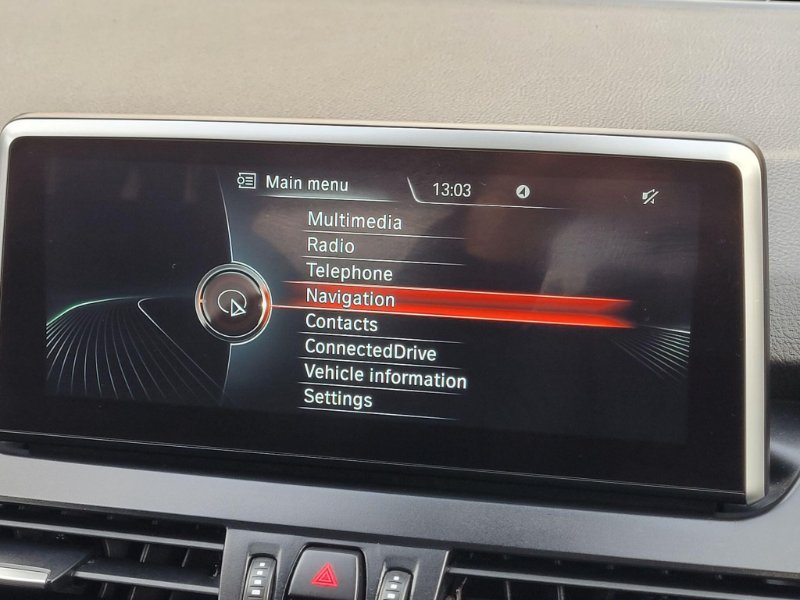 Main menu 13:03
Multimedia
Radio
Telephone
Navigation
Contacts
ConnectedDrive
Vehicle information
Settings